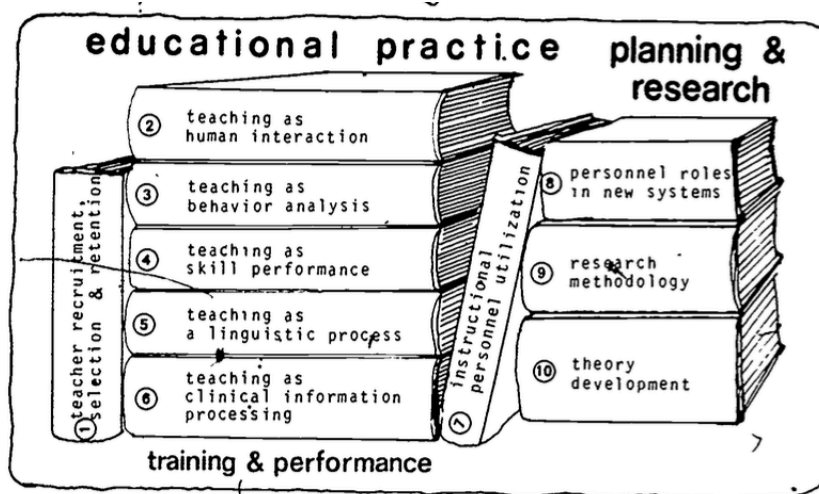 educational practice
planning &
research
② teaching as
human interaction
③ teaching as
behavior analysis
④ teaching as
skill performance
⑤ teaching as
a linguistic process
⑥ teaching as
clinical information
processing
① teacher recruitment,
selection & retention
⑦ instructional
personnel utilization
⑧ personnel roles
in new systems
⑨ research
methodology
⑩ theory
development
training & performance